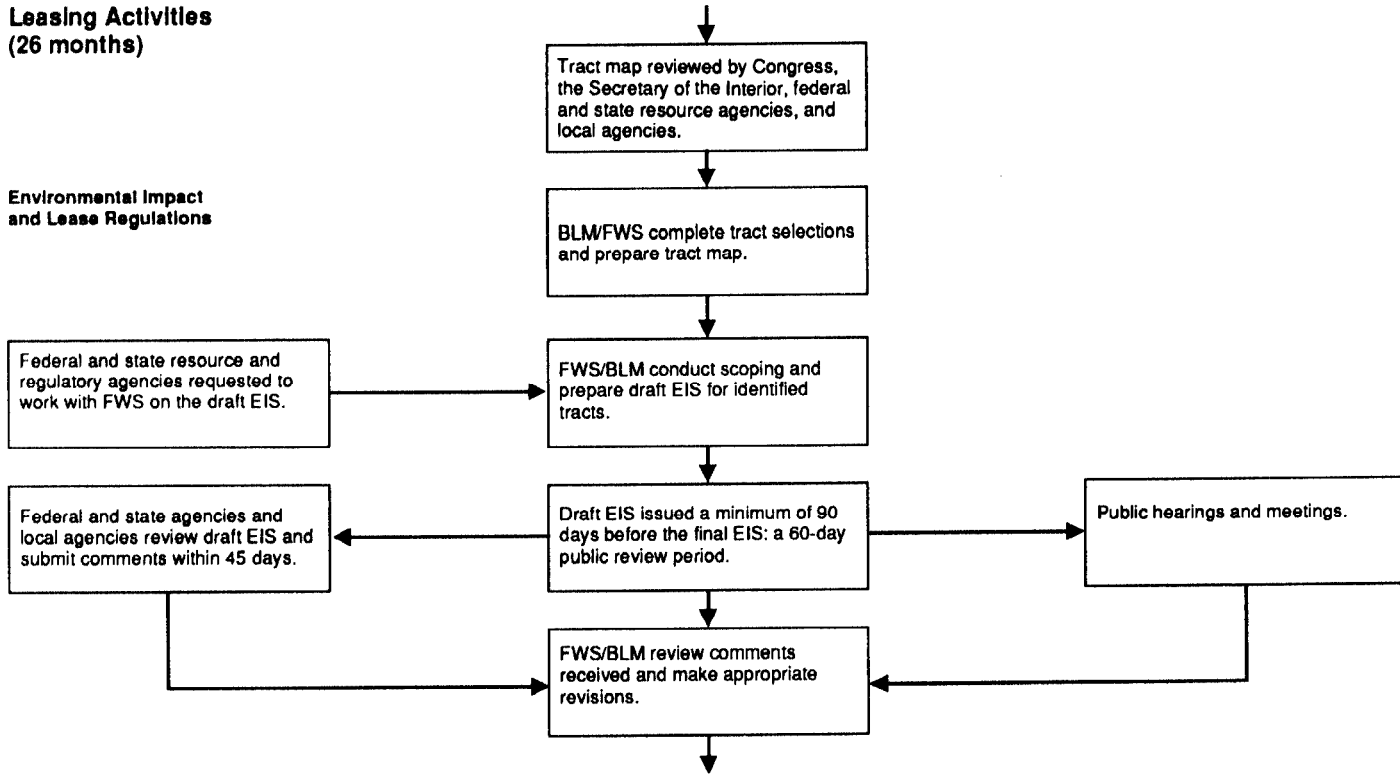 Leasing Activities
(26 months)
Tract map reviewed by Congress,
the Secretary of the Interior, federal
and state resource agencies, and
local agencies.
Environmental Impact
and Lease Regulations
BLM/FWS complete tract selections
and prepare tract map.
Federal and state resource and
regulatory agencies requested to
work with FWS on the draft EIS.
FWS/BLM conduct scoping and
prepare draft EIS for identified
tracts.
Federal and state agencies and
local agencies review draft EIS and
submit comments within 45 days.
Draft EIS issued a minimum of 90
days before the final EIS: a 60-day
public review period.
Public hearings and meetings.
FWS/BLM review comments
received and make appropriate
revisions.